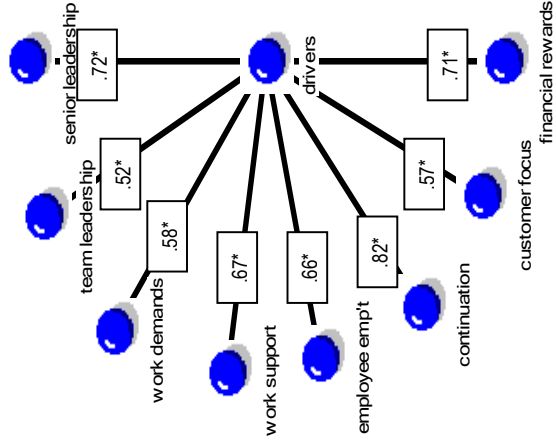 senior leadership
.72*
drivers
.71*
financial rewards
team leadership
.52*
.57*
customer focus
work demands
.58*
.82*
continuation
work support
.67*
.66*
employee emp't